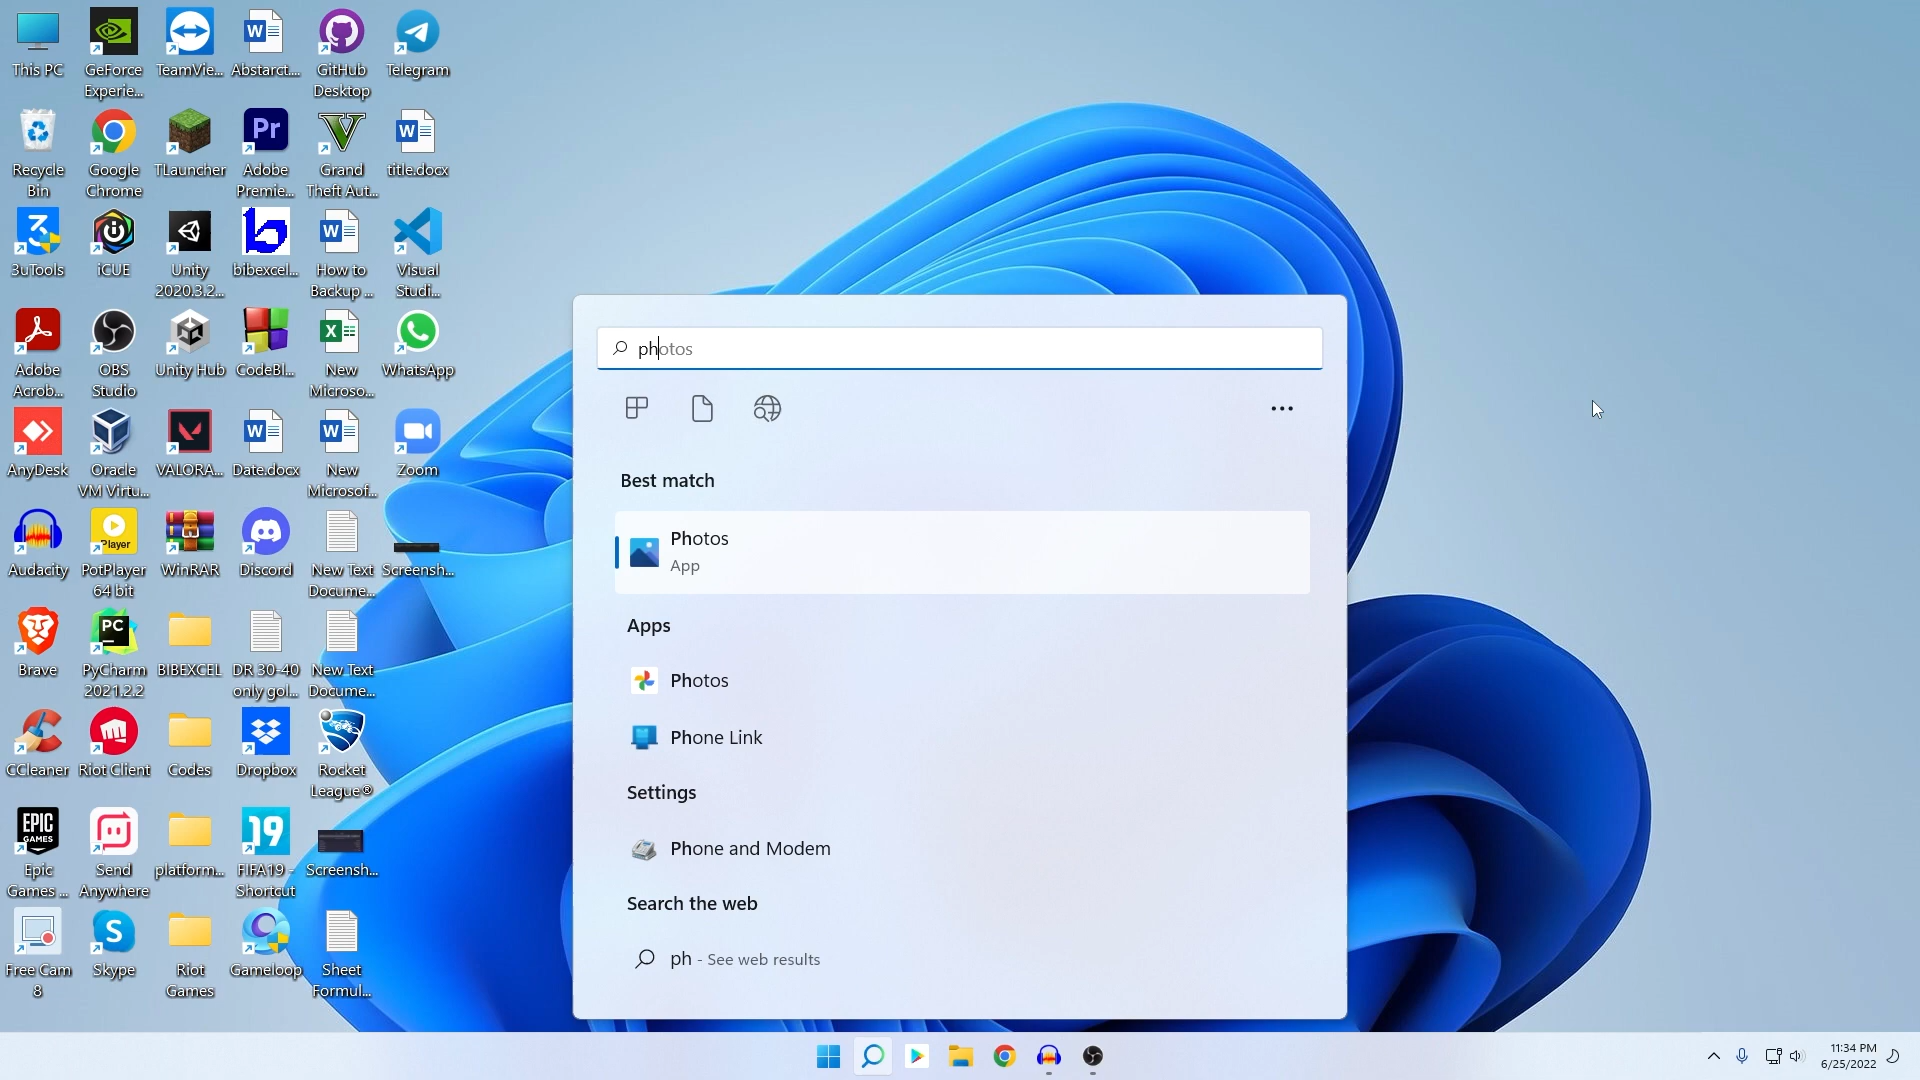 This PC
GeForce
Experie...
TeamVie...
Abstarct....
GitHub
Desktop
Telegram
Recycle
Bin
Google
Chrome
TLauncher
Pr
Adobe
Premie...
Grand
Theft Aut...
title.docx
3uTools
iCUE
Unity
2020.3.2...
bibexcel...
How to
Backup ...
Visual
Studi...
Adobe
Acrob...
OBS
Studio
Unity Hub
CodeBl...
New
Microso...
WhatsApp
AnyDesk
Oracle
VM Virtu...
VALORA...
Date.docx
New
Microsof...
Zoom
Audacity
Player
PotPlayer
64 bit
WinRAR
Discord
New Text
Docume...
Screensh...
Brave
PC
PyCharm
2021.2.2
BIBEXCEL
DR 30-40
only gol...
New Text
Docume...
CCleaner
Riot Client
Codes
Dropbox
Rocket
League®
EPIC
GAMES
Epic
Games ...
Send
Anywhere
platform...
19
FIFA19 -
Shortcut
Screensh...
Free Cam
8
Skype
Riot
Games
Gameloop
Sheet
Formul...
photos
Best match
Photos
App
Apps
Photos
Phone Link
Settings
Phone and Modem
Search the web
ph - See web results
11:34 PM
6/25/2022